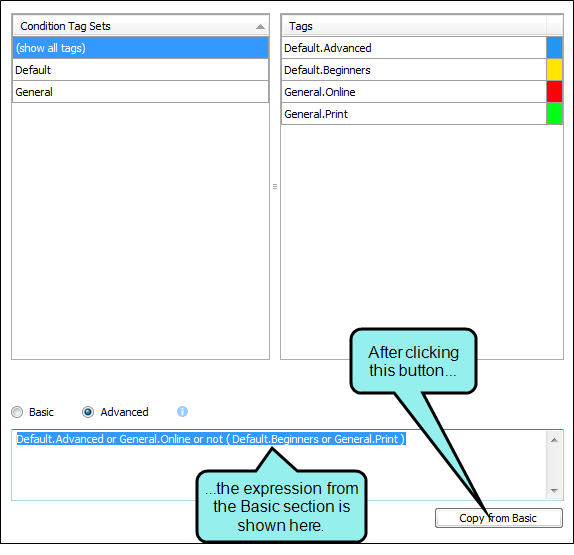 Condition Tag Sets
(show all tags)
Default
General
Tags
Default.Advanced
Default.Beginners
General.Online
General.Print
After clicking
this button...
Basic
Advanced
i
Default.Advanced or General.Online or not ( Default.Beginners or General.Print )
...the expression from
the Basic section is
shown here.
Copy from Basic